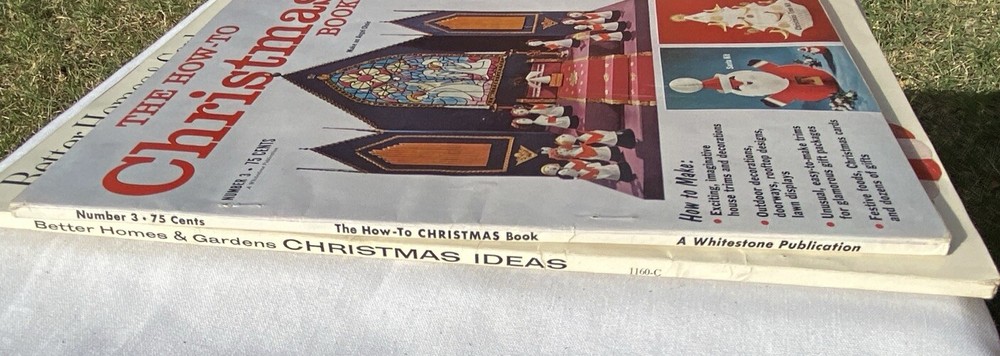 Better Homes
THE HOW-TO
Christmas
BOOK
NUMBER 3 • 75 CENTS
How to Make:
• Exciting, imaginative
house trims and decorations
• Outdoor decorations,
doorways, rooftop designs,
lawn displays
• Unusual, easy-to-make trims
for glamorous gift packages
• Festive foods, Christmas cards
and dozens of gifts
Number 3 • 75 Cents
The How-To CHRISTMAS Book
A Whitestone Publication
Better Homes & Gardens CHRISTMAS IDEAS
1160-C